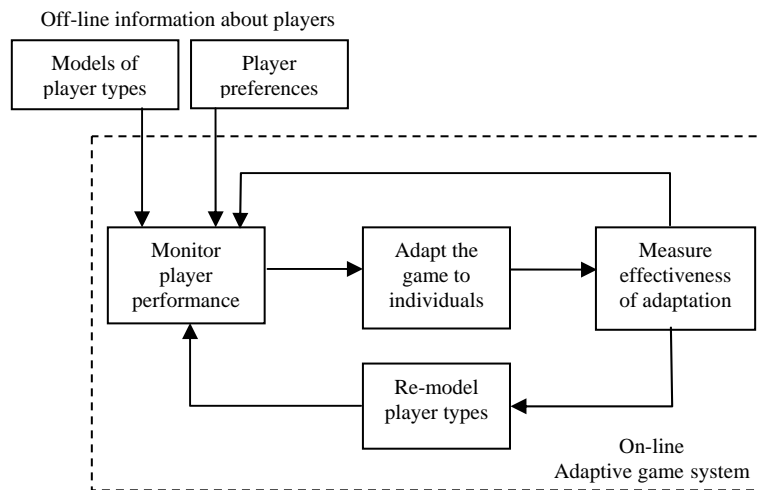 Off-line information about players
Models of
player types
Player
preferences
Monitor
player
performance
Adapt the
game to
individuals
Measure
effectiveness
of adaptation
Re-model
player types
On-line
Adaptive game system